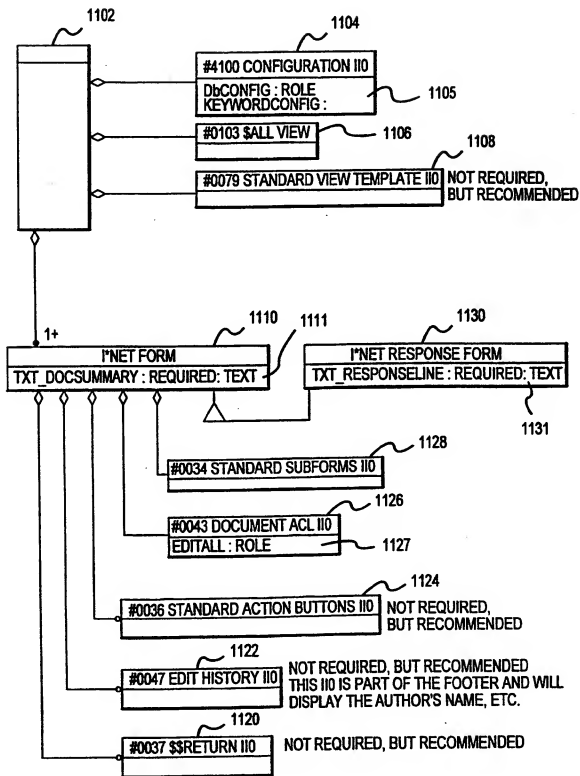 1102
1104
#4100 CONFIGURATION II0
DbCONFIG : ROLE
KEYWORDCONFIG :
1105
#0103 $ALL VIEW
1106
1108
#0079 STANDARD VIEW TEMPLATE II0
NOT REQUIRED,
BUT RECOMMENDED
1+
1110
1111
1130
I*NET FORM
TXT_DOCSUMMARY : REQUIRED: TEXT
I*NET RESPONSE FORM
TXT_RESPONSELINE : REQUIRED: TEXT
1131
1128
#0034 STANDARD SUBFORMS II0
1126
#0043 DOCUMENT ACL II0
EDITALL : ROLE
1127
1124
#0036 STANDARD ACTION BUTTONS II0
NOT REQUIRED,
BUT RECOMMENDED
1122
#0047 EDIT HISTORY II0
NOT REQUIRED, BUT RECOMMENDED
THIS II0 IS PART OF THE FOOTER AND WILL
DISPLAY THE AUTHOR'S NAME, ETC.
1120
#0037 $$RETURN II0
NOT REQUIRED, BUT RECOMMENDED